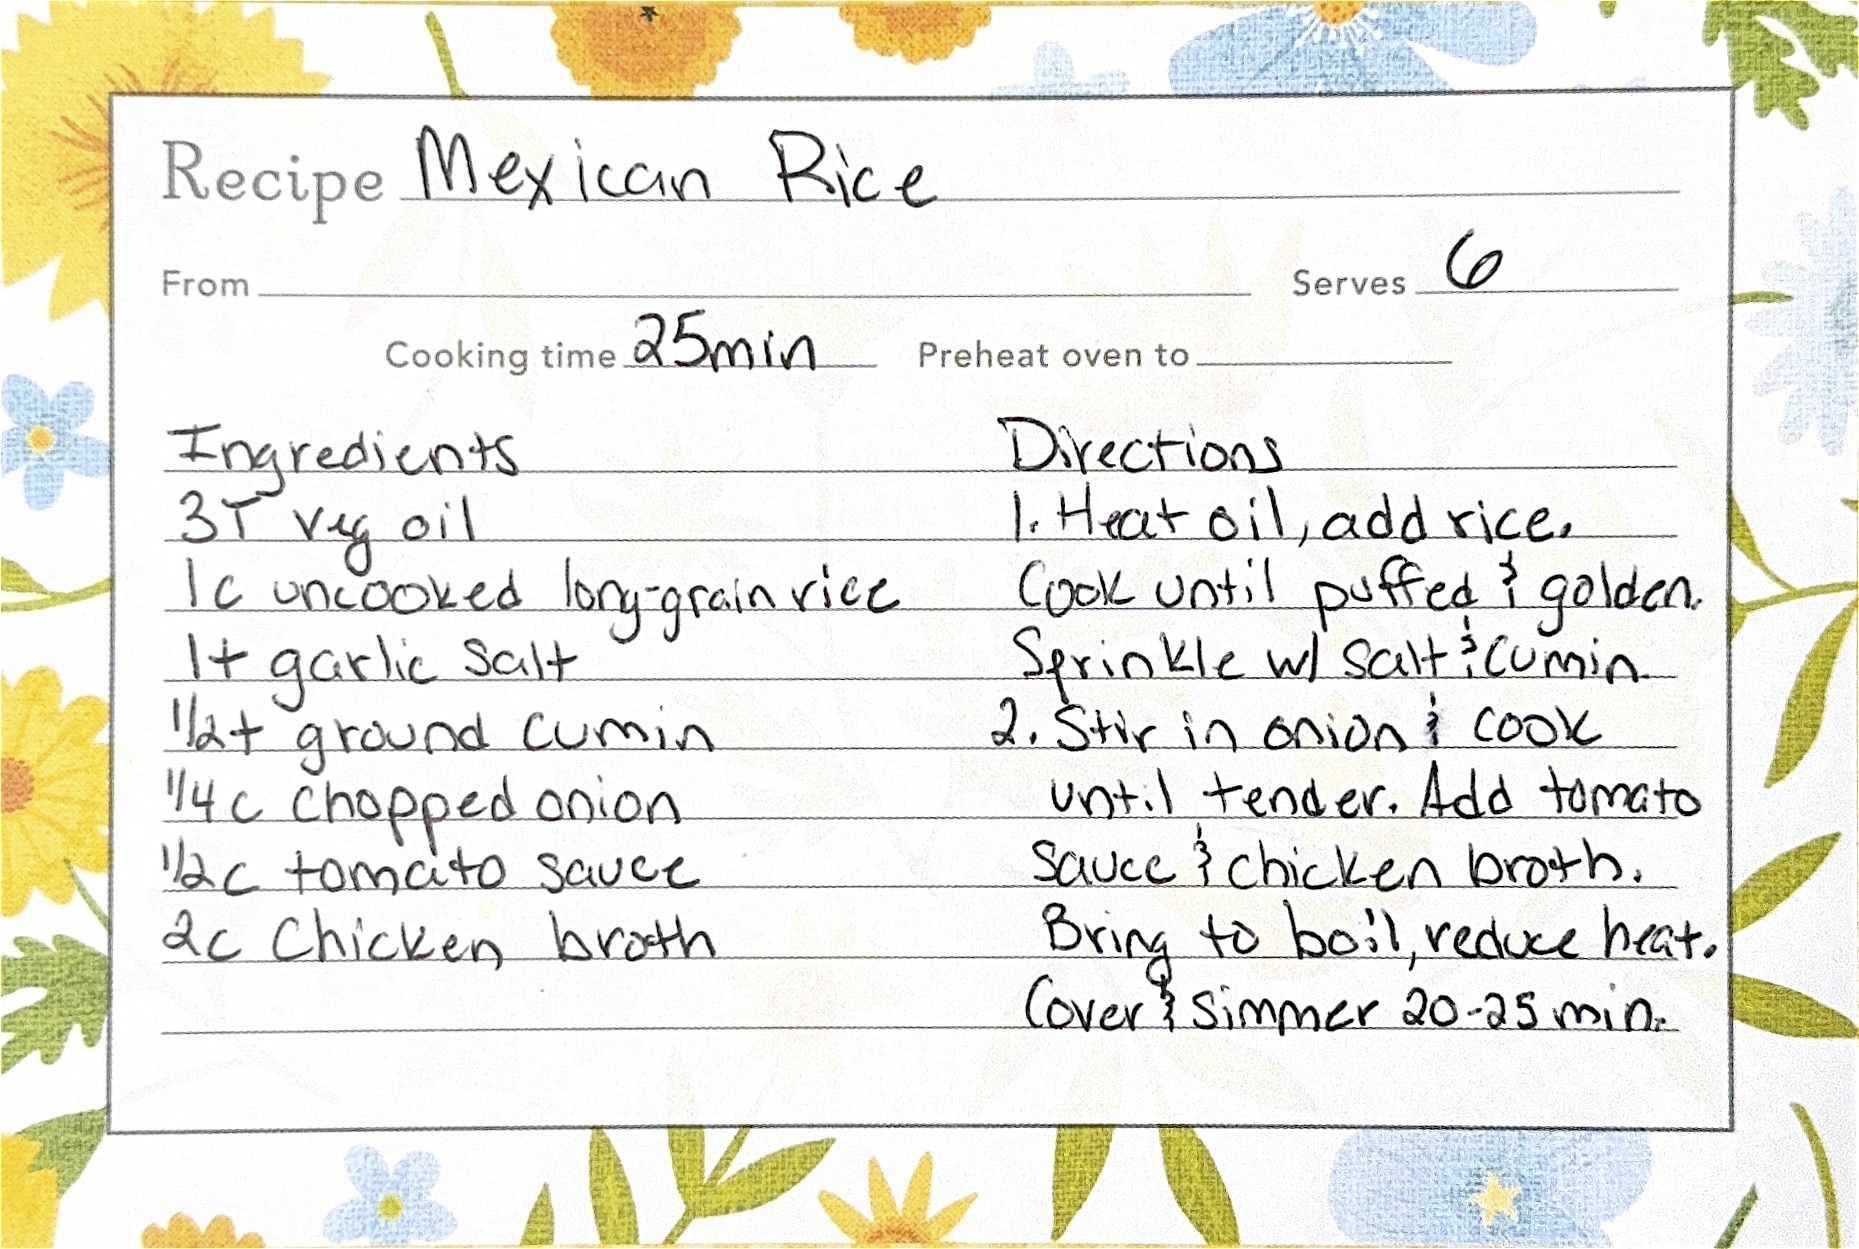 Recipe Mexican Rice
From Serves 6
Cooking time 25min Preheat oven to
Ingredients
3T veg oil
1c uncooked long-grain rice
1t garlic salt
1/2t ground cumin
1/4c chopped onion
1/2c tomato sauce
2c Chicken broth
Directions
1. Heat oil, add rice.
Cook until puffed & golden.
Sprinkle w/ salt & cumin.
2. Stir in onion & cook
until tender. Add tomato
sauce & chicken broth.
Bring to boil, reduce heat.
Cover & simmer 20-25 min.